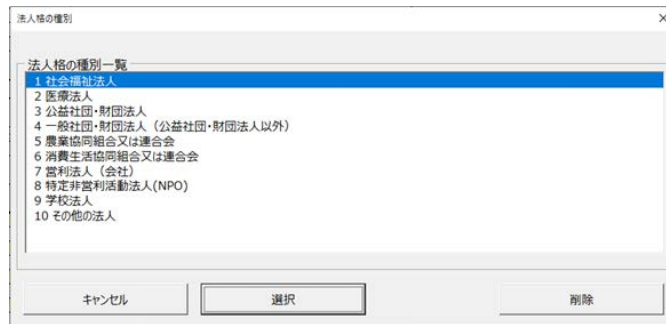 法人格の種別
法人格の種別一覧
1 社会福祉法人
2 医療法人
3 公益社団・財団法人
4 一般社団・財団法人（公益社団・財団法人以外）
5 農業協同組合又は連合会
6 消費生活協同組合又は連合会
7 営利法人（会社）
8 特定非営利活動法人(NPO)
9 学校法人
10 その他の法人
キャンセル
選択
削除